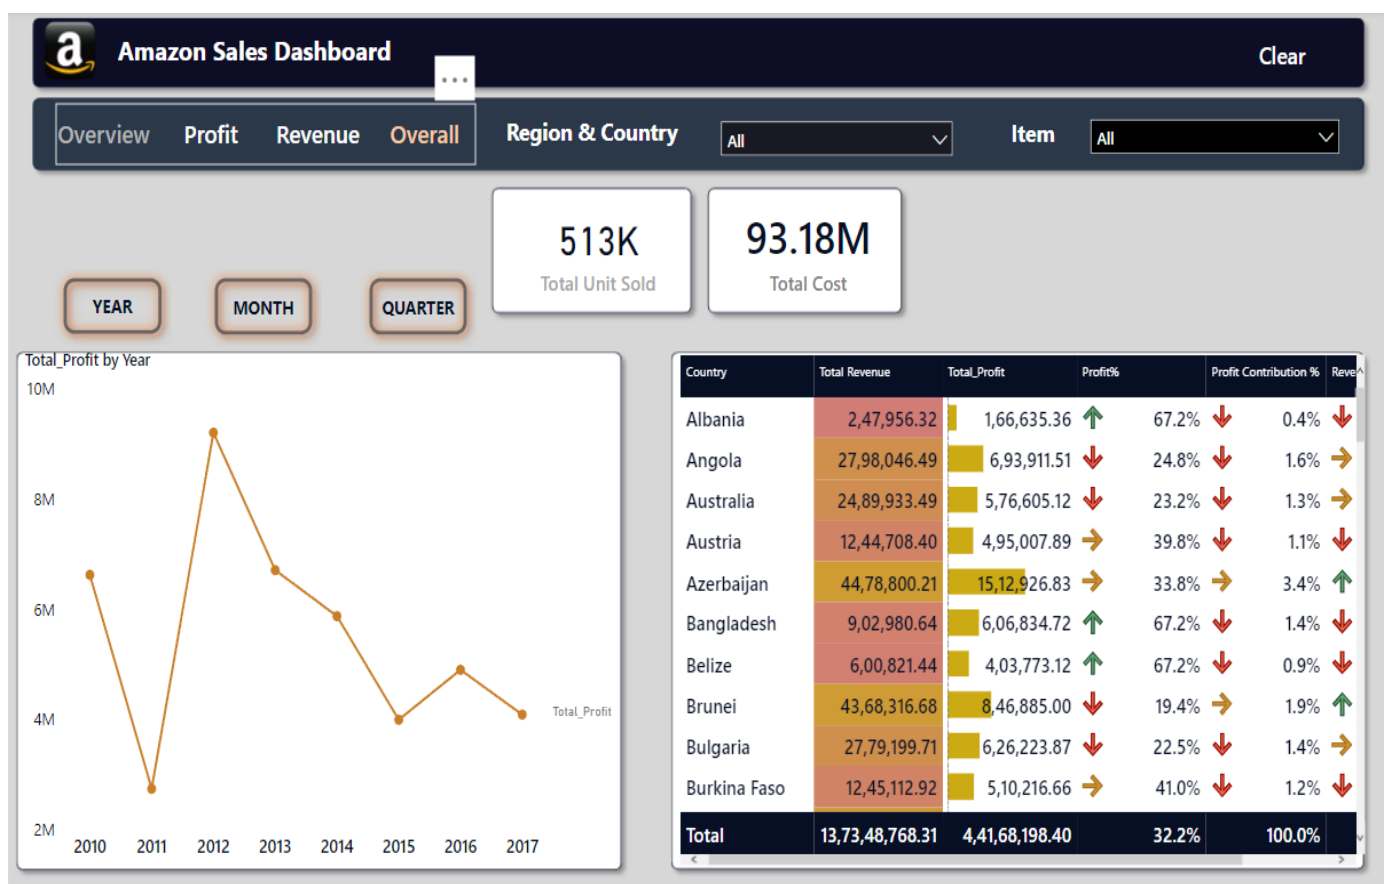 a Amazon Sales Dashboard
...
Clear
Overview Profit Revenue Overall Region & Country All Item All
513K
Total Unit Sold
93.18M
Total Cost
YEAR MONTH QUARTER
Total_Profit by Year
10M
8M
6M
4M
2M
2010 2011 2012 2013 2014 2015 2016 2017
Total_Profit
Country Total Revenue Total_Profit Profit% Profit Contribution % Reve
Albania 2,47,956.32 1,66,635.36 67.2% 0.4%
Angola 27,98,046.49 6,93,911.51 24.8% 1.6%
Australia 24,89,933.49 5,76,605.12 23.2% 1.3%
Austria 12,44,708.40 4,95,007.89 39.8% 1.1%
Azerbaijan 44,78,800.21 15,12,926.83 33.8% 3.4%
Bangladesh 9,02,980.64 6,06,834.72 67.2% 1.4%
Belize 6,00,821.44 4,03,773.12 67.2% 0.9%
Brunei 43,68,316.68 8,46,885.00 19.4% 1.9%
Bulgaria 27,79,199.71 6,26,223.87 22.5% 1.4%
Burkina Faso 12,45,112.92 5,10,216.66 41.0% 1.2%
Total 13,73,48,768.31 4,41,68,198.40 32.2% 100.0%